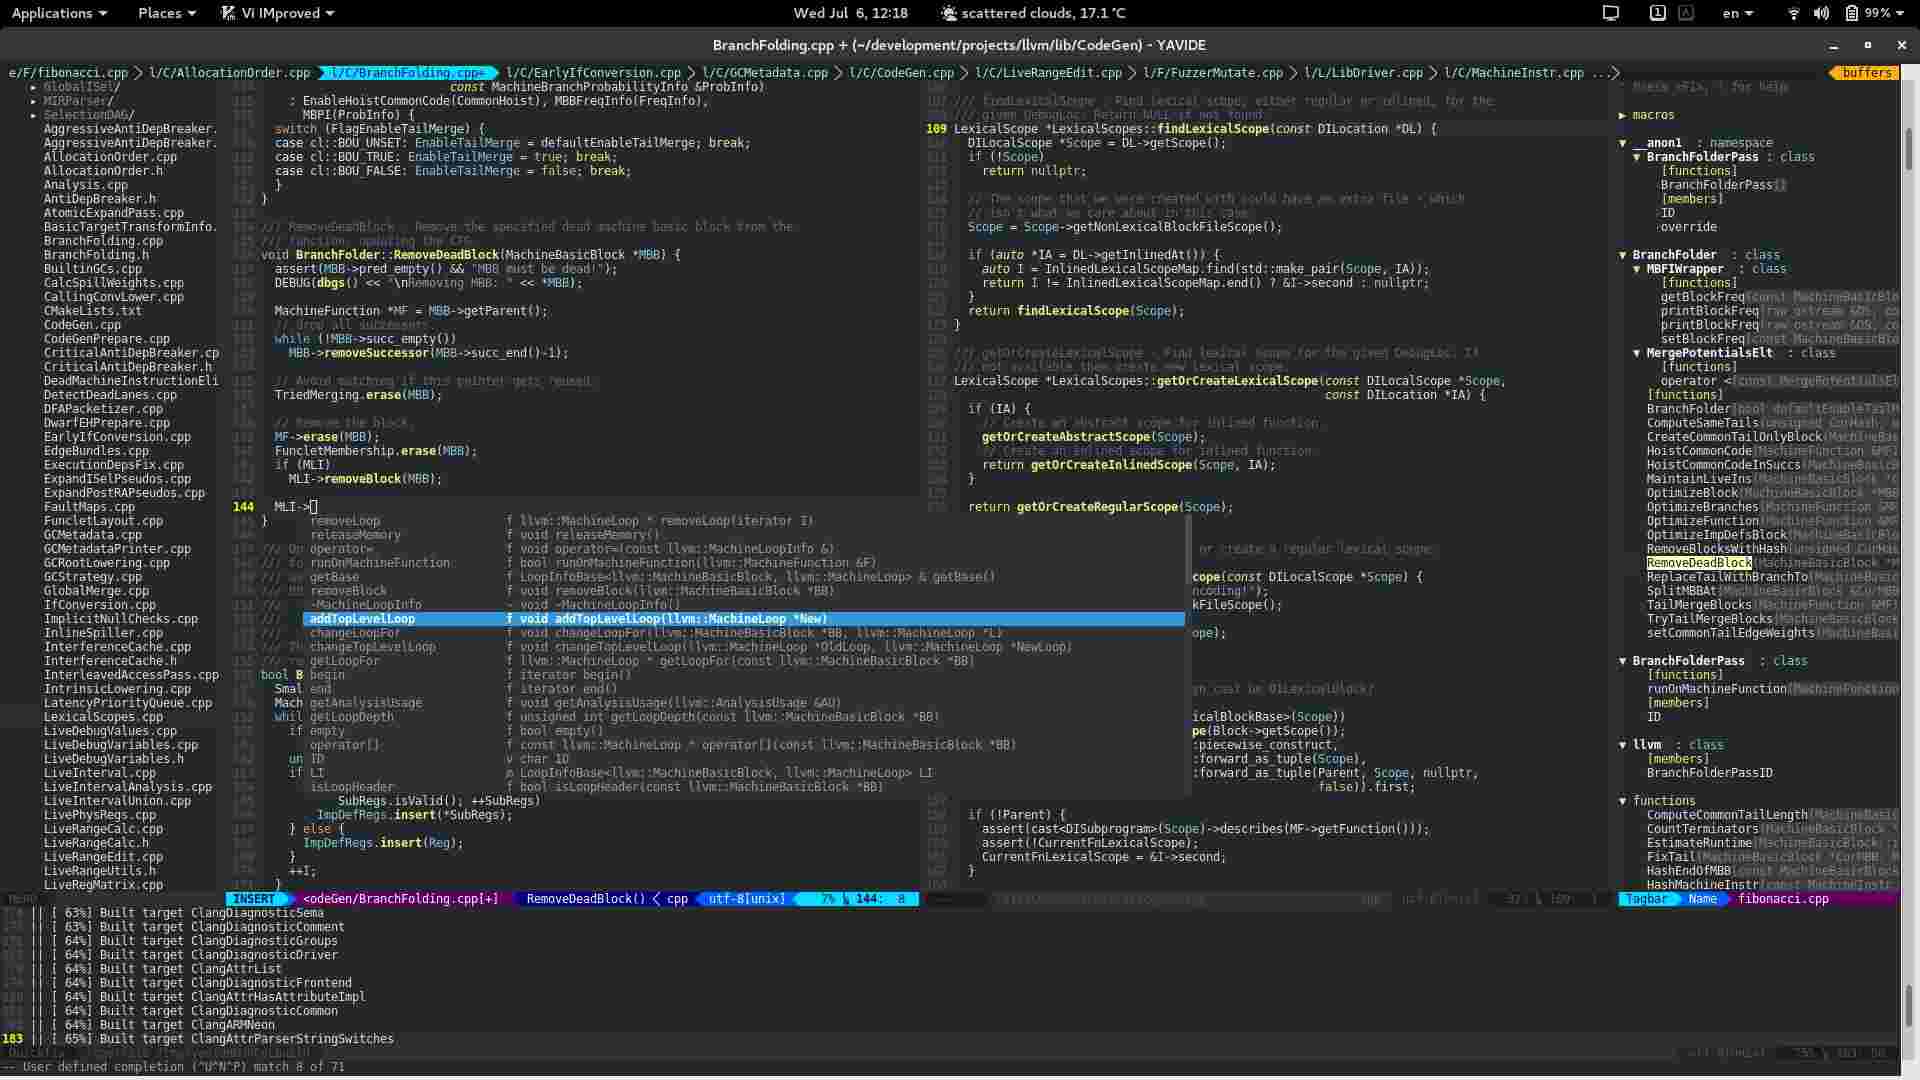 Applications Places Vi IMproved Wed Jul 6, 12:18 scattered clouds, 17.1 °C 1 A en 99%
BranchFolding.cpp + (~/development/projects/llvm/lib/CodeGen) - YAVIDE
e/F/fibonacci.cpp l/C/AllocationOrder.cpp l/C/BranchFolding.cpp+ l/C/EarlyIfConversion.cpp l/C/GCMetadata.cpp l/C/CodeGen.cpp l/C/LiveRangeEdit.cpp l/F/FuzzerMutate.cpp l/L/LibDriver.cpp l/C/MachineInstr.cpp ... buffers
▸ GlobalISel/
▸ MIRParser/
▸ SelectionDAG/
AggressiveAntiDepBreaker.
AggressiveAntiDepBreaker.
AllocationOrder.cpp
AllocationOrder.h
Analysis.cpp
AntiDepBreaker.h
AtomicExpandPass.cpp
BasicTargetTransformInfo.
BranchFolding.cpp
BranchFolding.h
BuiltinGCs.cpp
CalcSpillWeights.cpp
CallingConvLower.cpp
CMakeLists.txt
CodeGen.cpp
CodeGenPrepare.cpp
CriticalAntiDepBreaker.cp
CriticalAntiDepBreaker.h
DeadMachineInstructionEli
DetectDeadLanes.cpp
DFAPacketizer.cpp
DwarfEHPrepare.cpp
EarlyIfConversion.cpp
EdgeBundles.cpp
ExecutionDepsFix.cpp
ExpandISelPseudos.cpp
ExpandPostRAPseudos.cpp
FaultMaps.cpp
FuncletLayout.cpp
GCMetadata.cpp
GCMetadataPrinter.cpp
GCRootLowering.cpp
GCStrategy.cpp
GlobalMerge.cpp
IfConversion.cpp
ImplicitNullChecks.cpp
InlineSpiller.cpp
InterferenceCache.cpp
InterferenceCache.h
InterleavedAccessPass.cpp
IntrinsicLowering.cpp
LatencyPriorityQueue.cpp
LexicalScopes.cpp
LiveDebugValues.cpp
LiveDebugVariables.cpp
LiveDebugVariables.h
LiveInterval.cpp
LiveIntervalAnalysis.cpp
LiveIntervalUnion.cpp
LivePhysRegs.cpp
LiveRangeCalc.cpp
LiveRangeCalc.h
LiveRangeEdit.cpp
LiveRangeUtils.h
LiveRegMatrix.cpp
const MachineBranchProbabilityInfo &ProbInfo)
: EnableHoistCommonCode(CommonHoist), MBBFreqInfo(FreqInfo),
MBPI(ProbInfo) {
switch (FlagEnableTailMerge) {
case cl::BOU_UNSET: EnableTailMerge = defaultEnableTailMerge; break;
case cl::BOU_TRUE: EnableTailMerge = true; break;
case cl::BOU_FALSE: EnableTailMerge = false; break;
}
}
/// RemoveDeadBlock - Remove the specified dead machine basic block from the
/// function, updating the CFG.
void BranchFolder::RemoveDeadBlock(MachineBasicBlock *MBB) {
assert(MBB->pred_empty() && "MBB must be dead!");
DEBUG(dbgs() << "\nRemoving MBB: " << *MBB);
MachineFunction *MF = MBB->getParent();
// drop all successors.
while (!MBB->succ_empty())
MBB->removeSuccessor(MBB->succ_end()-1);
// Avoid matching if this pointer gets reused.
TriedMerging.erase(MBB);
// Remove the block.
MF->erase(MBB);
FuncletMembership.erase(MBB);
if (MLI)
MLI->removeBlock(MBB);
144 MLI->
}
removeLoop f llvm::MachineLoop * removeLoop(iterator I)
releaseMemory f void releaseMemory()
operator= f void operator=(const llvm::MachineLoopInfo &)
runOnMachineFunction f bool runOnMachineFunction(llvm::MachineFunction &F)
getBase f LoopInfoBase<llvm::MachineBasicBlock, llvm::MachineLoop> & getBase()
removeBlock f void removeBlock(llvm::MachineBasicBlock *BB)
~MachineLoopInfo ~ void ~MachineLoopInfo()
addTopLevelLoop f void addTopLevelLoop(llvm::MachineLoop *New)
changeLoopFor f void changeLoopFor(llvm::MachineBasicBlock *BB, llvm::MachineLoop *L)
changeTopLevelLoop f void changeTopLevelLoop(llvm::MachineLoop *OldLoop, llvm::MachineLoop *NewLoop)
getLoopFor f llvm::MachineLoop * getLoopFor(const llvm::MachineBasicBlock *BB)
bool B begin f iterator begin()
Smal end f iterator end()
Mach getAnalysisUsage f void getAnalysisUsage(llvm::AnalysisUsage &AU)
whil getLoopDepth f unsigned int getLoopDepth(const llvm::MachineBasicBlock *BB)
if empty f bool empty()
operator[] f const llvm::MachineLoop * operator[](const llvm::MachineBasicBlock *BB)
un ID v char ID
if LI m LoopInfoBase<llvm::MachineBasicBlock, llvm::MachineLoop> LI
isLoopHeader f bool isLoopHeader(const llvm::MachineBasicBlock *BB)
SubRegs.isValid(); ++SubRegs)
ImpDefRegs.insert(*SubRegs);
} else {
ImpDefRegs.insert(Reg);
}
++I;
}
/// findLexicalScope - Find lexical scope, either regular or inlined, for the
/// given DebugLoc. Return NULL if not found.
109 LexicalScope *LexicalScopes::findLexicalScope(const DILocation *DL) {
DILocalScope *Scope = DL->getScope();
if (!Scope)
return nullptr;
// The scope that we were created with could have an extra file - which
// isn't what we care about in this case.
Scope = Scope->getNonLexicalBlockFileScope();
if (auto *IA = DL->getInlinedAt()) {
auto I = InlinedLexicalScopeMap.find(std::make_pair(Scope, IA));
return I != InlinedLexicalScopeMap.end() ? &I->second : nullptr;
}
return findLexicalScope(Scope);
}
/// getOrCreateLexicalScope - Find lexical scope for the given DebugLoc. If
/// not available then create new lexical scope.
LexicalScope *LexicalScopes::getOrCreateLexicalScope(const DILocalScope *Scope,
const DILocation *IA) {
if (IA) {
// Create an abstract scope for inlined function.
getOrCreateAbstractScope(Scope);
// Create an inlined scope for inlined function.
return getOrCreateInlinedScope(Scope, IA);
}
return getOrCreateRegularScope(Scope);
or create a regular lexical scope.
cope(const DILocalScope *Scope) {
ncoding!");
kFileScope();
ope);
icalBlockBase>(Scope))
pe(Block->getScope());
:piecewise_construct,
:forward_as_tuple(Scope),
:forward_as_tuple(Parent, Scope, nullptr,
false)).first;
if (!Parent) {
assert(cast<DISubprogram>(Scope)->describes(MF->getFunction()));
assert(!CurrentFnLexicalScope);
CurrentFnLexicalScope = &I->second;
}
▶ macros
▼ __anon1 : namespace
▼ BranchFolderPass : class
[functions]
BranchFolderPass()
[members]
ID
override
▼ BranchFolder : class
▼ MBFIWrapper : class
[functions]
getBlockFreq(const MachineBasicBlo
printBlockFreq(raw_ostream &OS, co
printBlockFreq(raw_ostream &OS, co
setBlockFreq(const MachineBasicBlo
▼ MergePotentialsElt : class
[functions]
operator <(const MergePotentialsEl
[functions]
BranchFolder(bool defaultEnableTailM
ComputeSameTails(unsigned CurHash, u
CreateCommonTailOnlyBlock(MachineBas
HoistCommonCode(MachineFunction &MF)
HoistCommonCodeInSuccs(MachineBasicB
MaintainLiveIns(MachineBasicBlock *C
OptimizeBlock(MachineBasicBlock *MBB
OptimizeBranches(MachineFunction &MF
OptimizeFunction(MachineFunction &MF
OptimizeImpDefsBlock(MachineBasicBlo
RemoveBlocksWithHash(unsigned CurHas
RemoveDeadBlock(MachineBasicBlock *M
ReplaceTailWithBranchTo(MachineBasic
SplitMBBAt(MachineBasicBlock &CurMBB
TailMergeBlocks(MachineFunction &MF)
TryTailMergeBlocks(MachineBasicBlock
setCommonTailEdgeWeights(MachineBasi
▼ BranchFolderPass : class
[functions]
runOnMachineFunction(MachineFunction
[members]
ID
▼ llvm : class
[members]
BranchFolderPassID
▼ functions
ComputeCommonTailLength(MachineBasic
CountTerminators(MachineBasicBlock *
EstimateRuntime(MachineBasicBlock
FixTail(MachineBasicBlock *CurMBB, M
HashEndOfMBB(const MachineBasicBlock
HashMachineInstr(const MachineInstr
INSERT <odeGen/BranchFolding.cpp[+] RemoveDeadBlock() < cpp utf-8[unix] 7% 144: 8 Tagbar Name fibonacci.cpp
|| [ 63%] Built target ClangDiagnosticSema
|| [ 63%] Built target ClangDiagnosticComment
|| [ 64%] Built target ClangDiagnosticGroups
|| [ 64%] Built target ClangDiagnosticDriver
|| [ 64%] Built target ClangAttrList
|| [ 64%] Built target ClangDiagnosticFrontend
|| [ 64%] Built target ClangAttrHasAttributeImpl
|| [ 64%] Built target ClangDiagnosticCommon
|| [ 64%] Built target ClangARMNeon
183 || [ 65%] Built target ClangAttrParserStringSwitches
-- User defined completion (^U^N^P) match 8 of 71